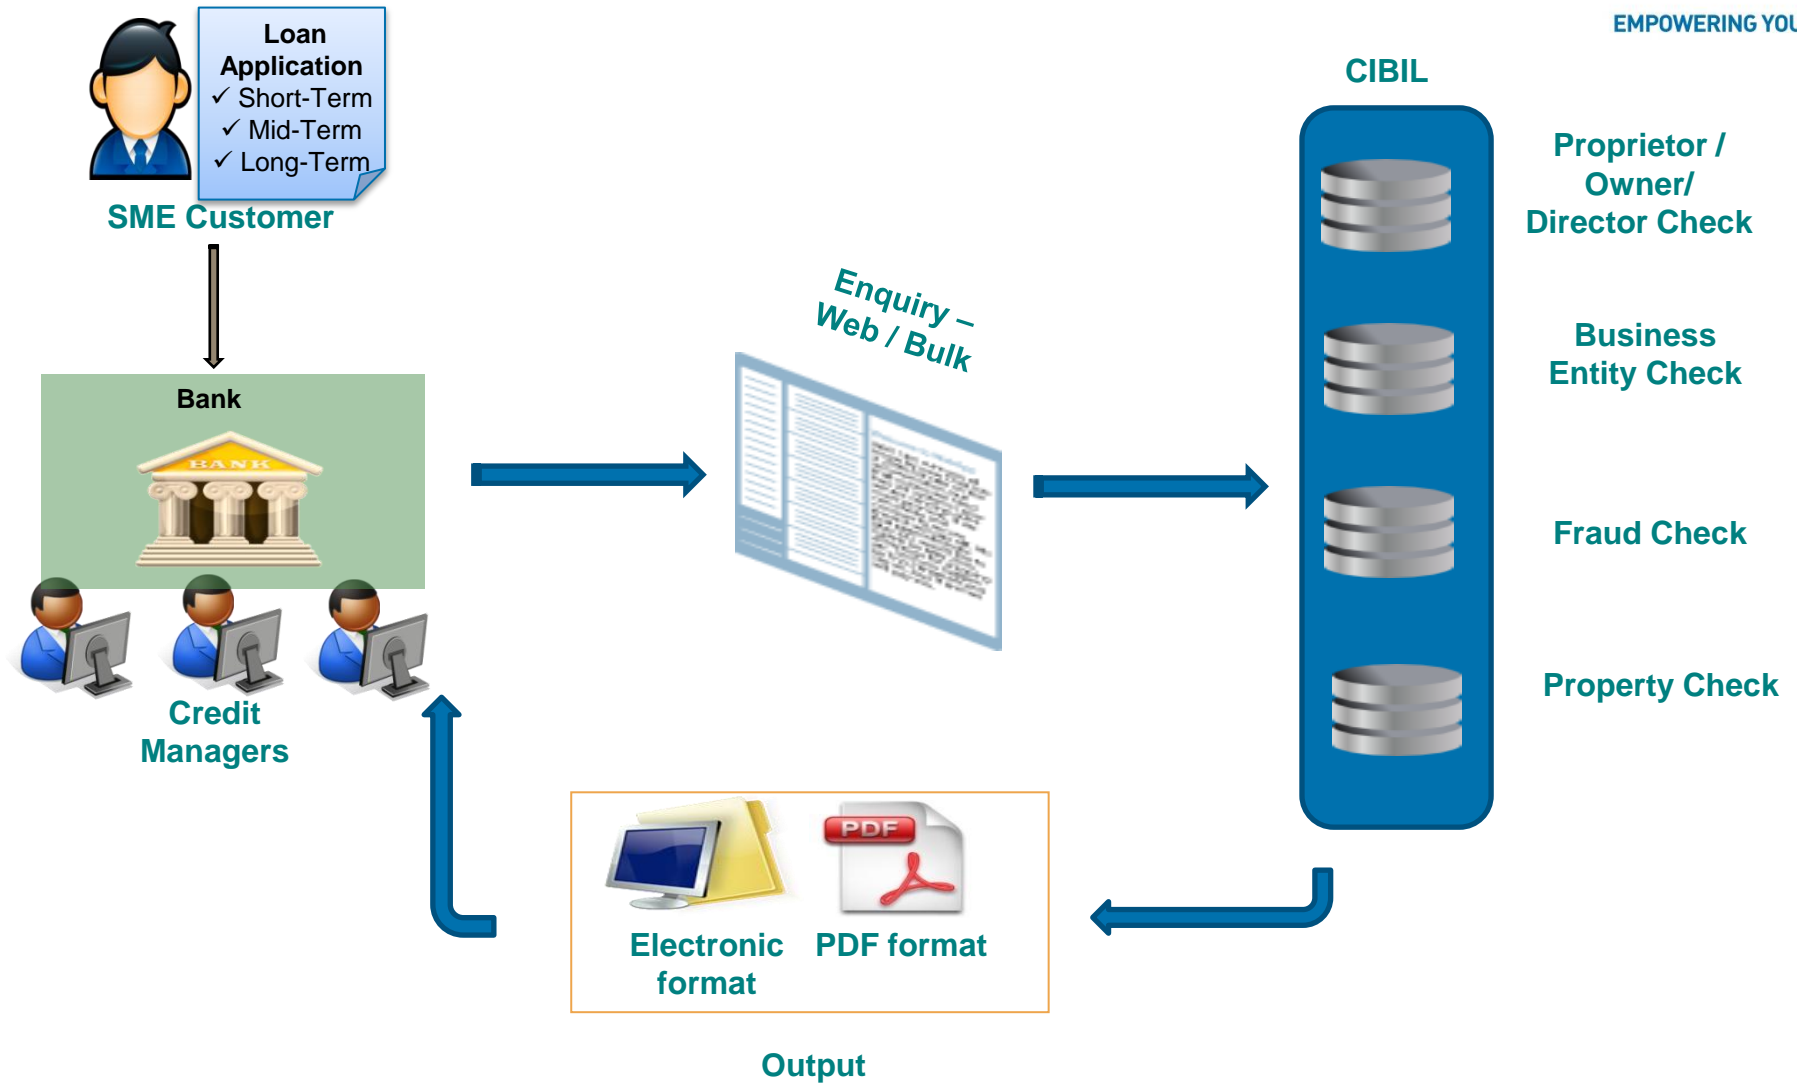 EMPOWERING YOU
Loan
Application
✓ Short-Term
✓ Mid-Term
✓ Long-Term
SME Customer
CIBIL
Proprietor /
Owner/
Director Check
Enquiry –
Web / Bulk
Business
Entity Check
Bank
BANK
Fraud Check
Property Check
Credit
Managers
PDF
Electronic
format
PDF format
Output